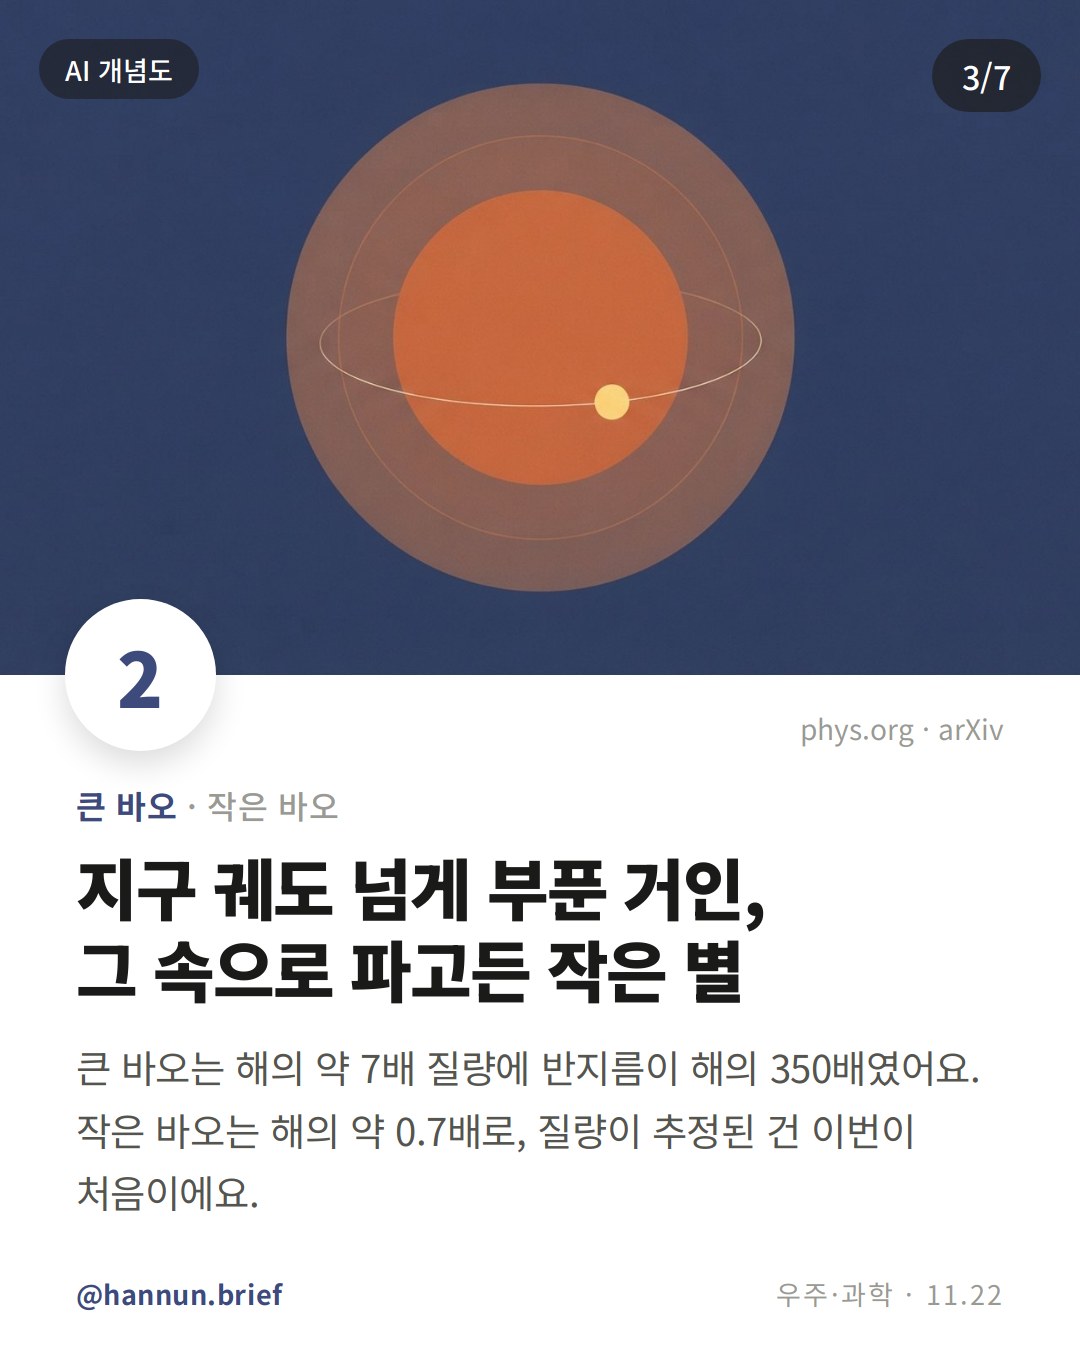 AI 개념도
3/7
2
phys.org · arXiv
큰 바오 · 작은 바오
지구 궤도 넘게 부푼 거인,
그 속으로 파고든 작은 별
큰 바오는 해의 약 7배 질량에 반지름이 해의 350배였어요.
작은 바오는 해의 약 0.7배로, 질량이 추정된 건 이번이
처음이에요.
@hannun.brief
우주·과학 · 11.22